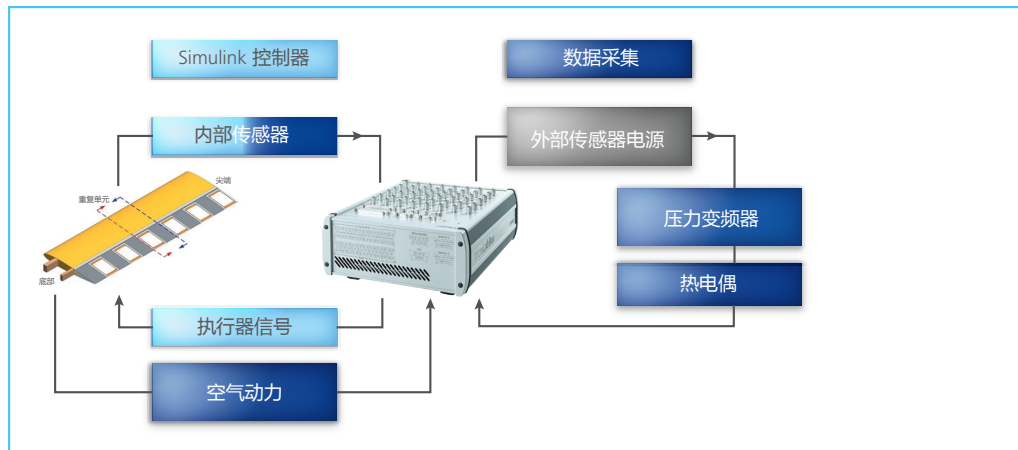 Simulink 控制器
数据采集
内部传感器
外部传感器电源
尖端
重复单元
压力变频器
底部
热电偶
执行器信号
空气动力